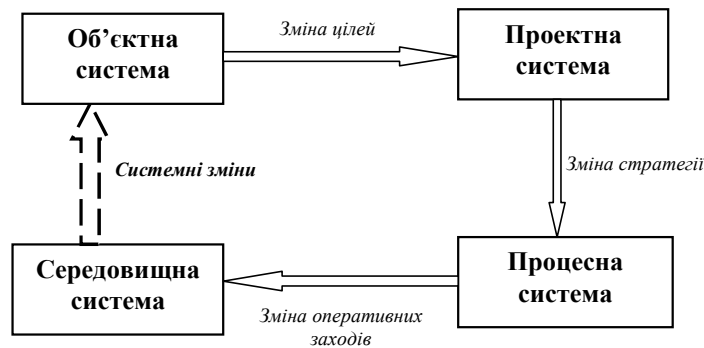 Об’єктна
система
Зміна цілей
Проектна
система
Системні зміни
Зміна стратегії
Середовищна
система
Зміна оперативних
заходів
Процесна
система